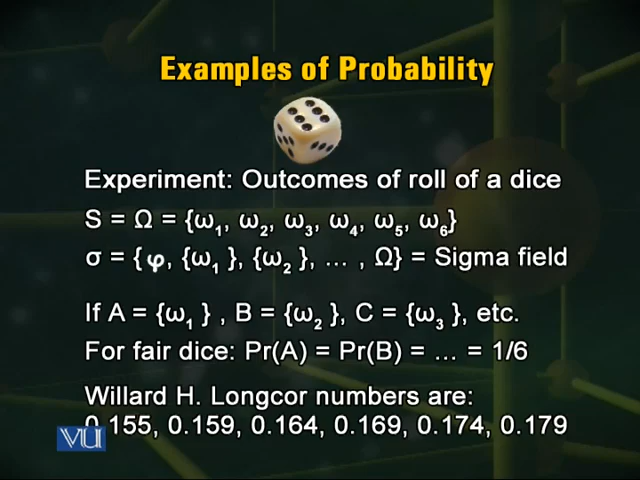 Examples of Probability
Experiment: Outcomes of roll of a dice
S = Ω = {ω₁, ω₂, ω₃, ω₄, ω₅, ω₆}
σ = { φ, {ω₁ }, {ω₂ }, ... , Ω} = Sigma field
If A = {ω₁ } , B = {ω₂ }, C = {ω₃ }, etc.
For fair dice: Pr(A) = Pr(B) = ... = 1/6
Willard H. Longcor numbers are:
0.155, 0.159, 0.164, 0.169, 0.174, 0.179
VU